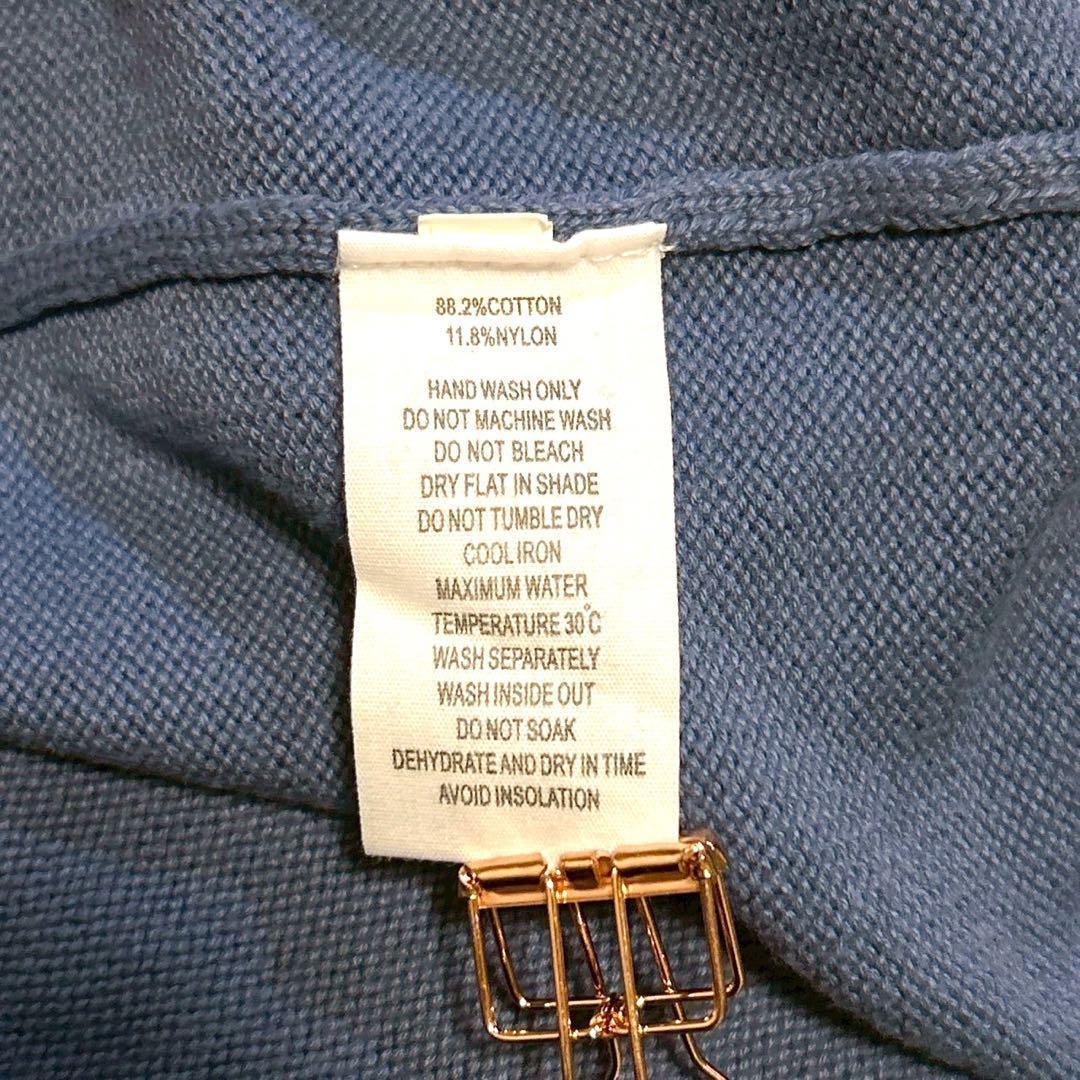 88.2%COTTON
11.8%NYLON
HAND WASH ONLY
DO NOT MACHINE WASH
DO NOT BLEACH
DRY FLAT IN SHADE
DO NOT TUMBLE DRY
COOL IRON
MAXIMUM WATER
TEMPERATURE 30°C
WASH SEPARATELY
WASH INSIDE OUT
DO NOT SOAK
DEHYDRATE AND DRY IN TIME
AVOID INSOLATION